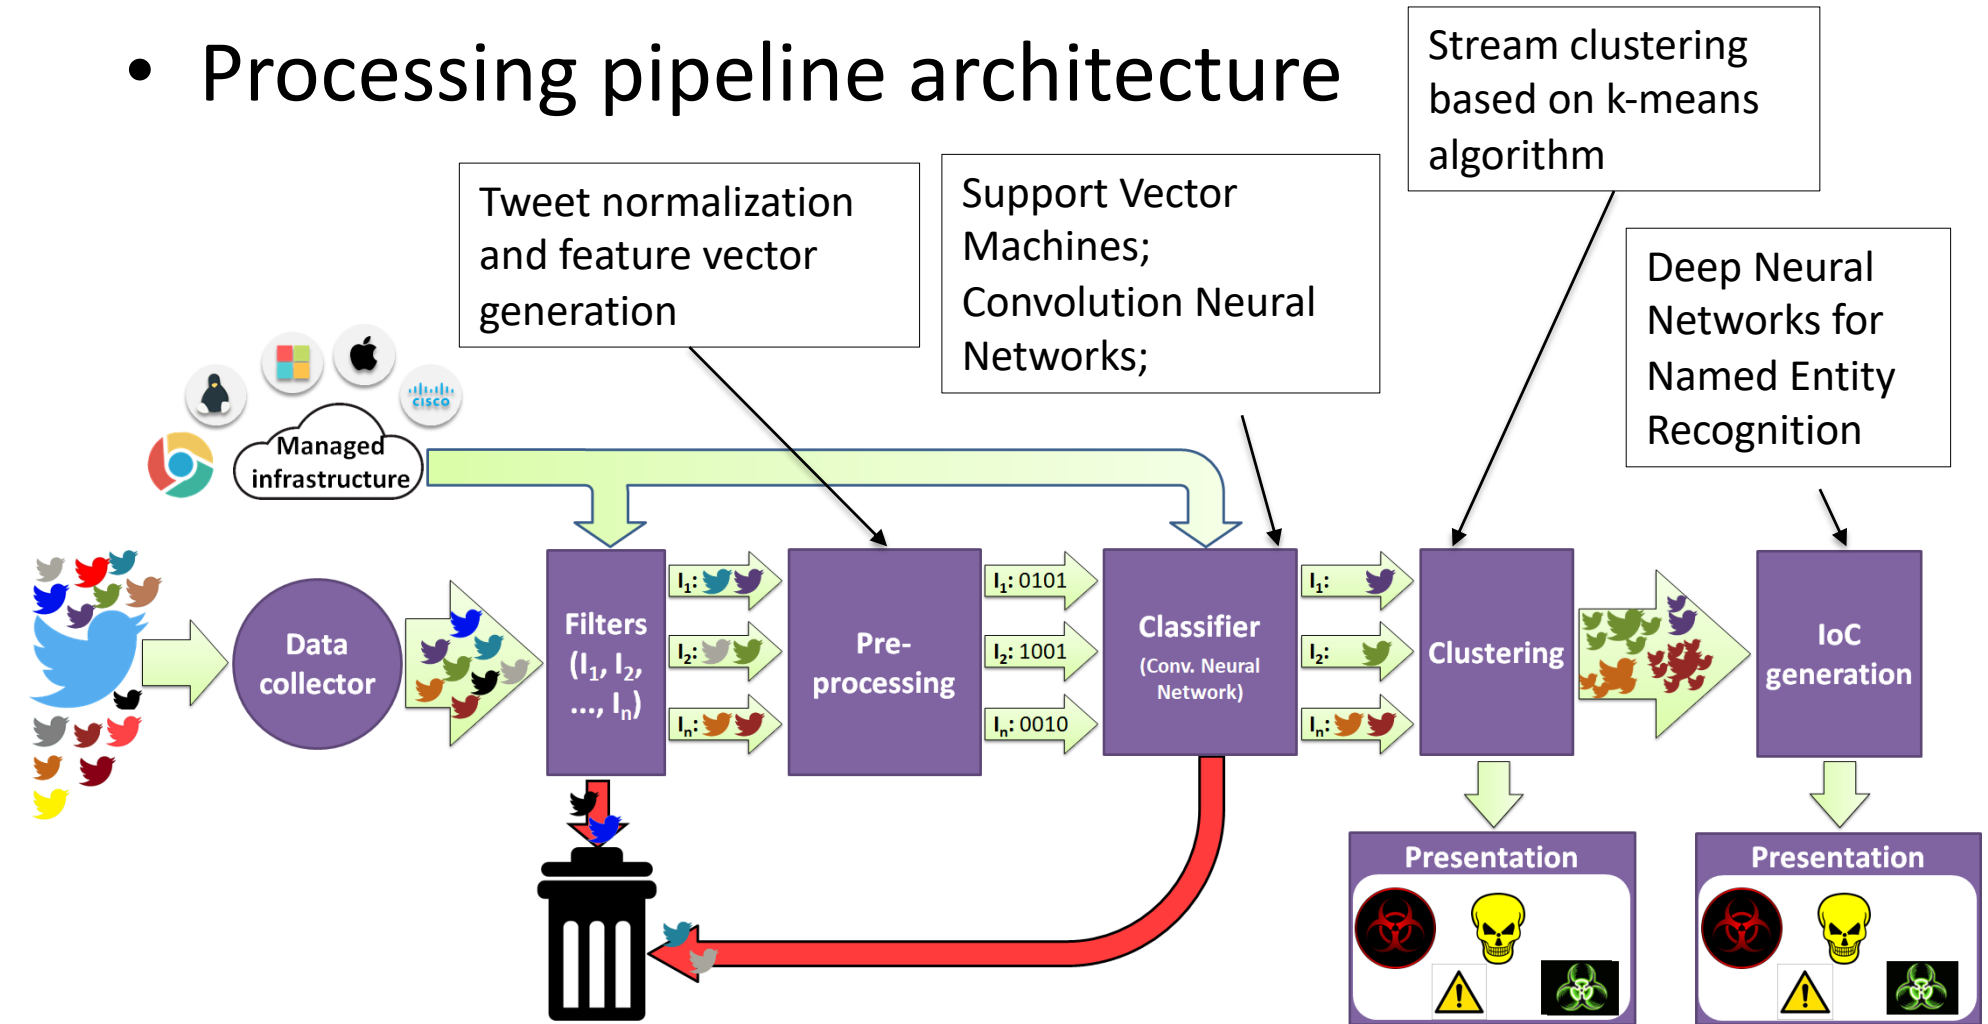 • Processing pipeline architecture
Stream clustering
based on k-means
algorithm
Tweet normalization
and feature vector
generation
Support Vector
Machines;
Convolution Neural
Networks;
Deep Neural
Networks for
Named Entity
Recognition
CISCO
Managed
infrastructure
Data
collector
Filters
(I1, I2,
..., In)
I1:
I2:
In:
Pre-
processing
I1: 0101
I2: 1001
In: 0010
Classifier
(Conv. Neural
Network)
I1:
I2:
In:
Clustering
IoC
generation
Presentation
Presentation